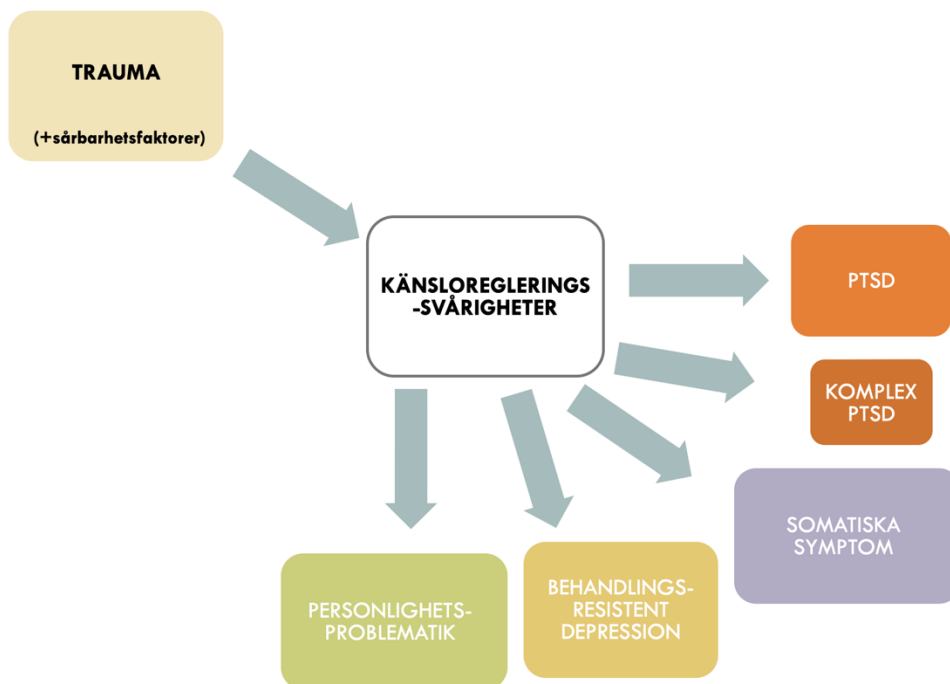 TRAUMA
(+sårbarhetsfaktorer)
KÄNSLOREGLERINGS
-SVÅRIGHETER
PTSD
KOMPLEX
PTSD
SOMATISKA
SYMPTOM
BEHANDLINGS-
RESISTENT
DEPRESSION
PERSONLIGHETS-
PROBLEMATIK